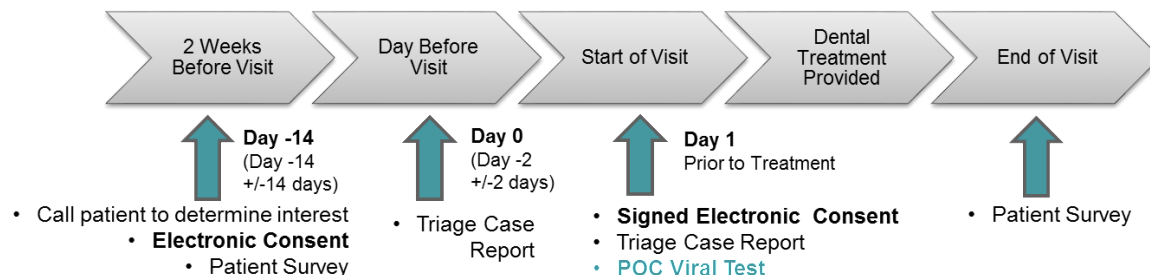 2 Weeks
Before Visit
Day Before
Visit
Start of Visit
Dental
Treatment
Provided
End of Visit
Day -14
(Day -14
+/-14 days)
Day 0
(Day -2
+/-2 days)
Day 1
Prior to Treatment
• Call patient to determine interest
• Electronic Consent
• Patient Survey
• Triage Case
Report
• Signed Electronic Consent
• Triage Case Report
• POC Viral Test
• Patient Survey